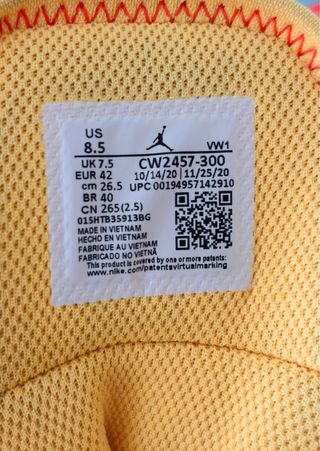 US
8.5
VW1
UK 7.5
CW2457-300
EUR 42
10/14/20 | 11/25/20
cm 26.5
UPC 00194957142910
BR 40
CN 265(2.5)
015HTB35913BG
MADE IN VIETNAM
HECHO EN VIETNAM
FABRIQUE AU VIETNAM
FABRICADO NO VIETNÃ
This product is covered by one or more patents:
www.nike.com/patentsvirtualmarking